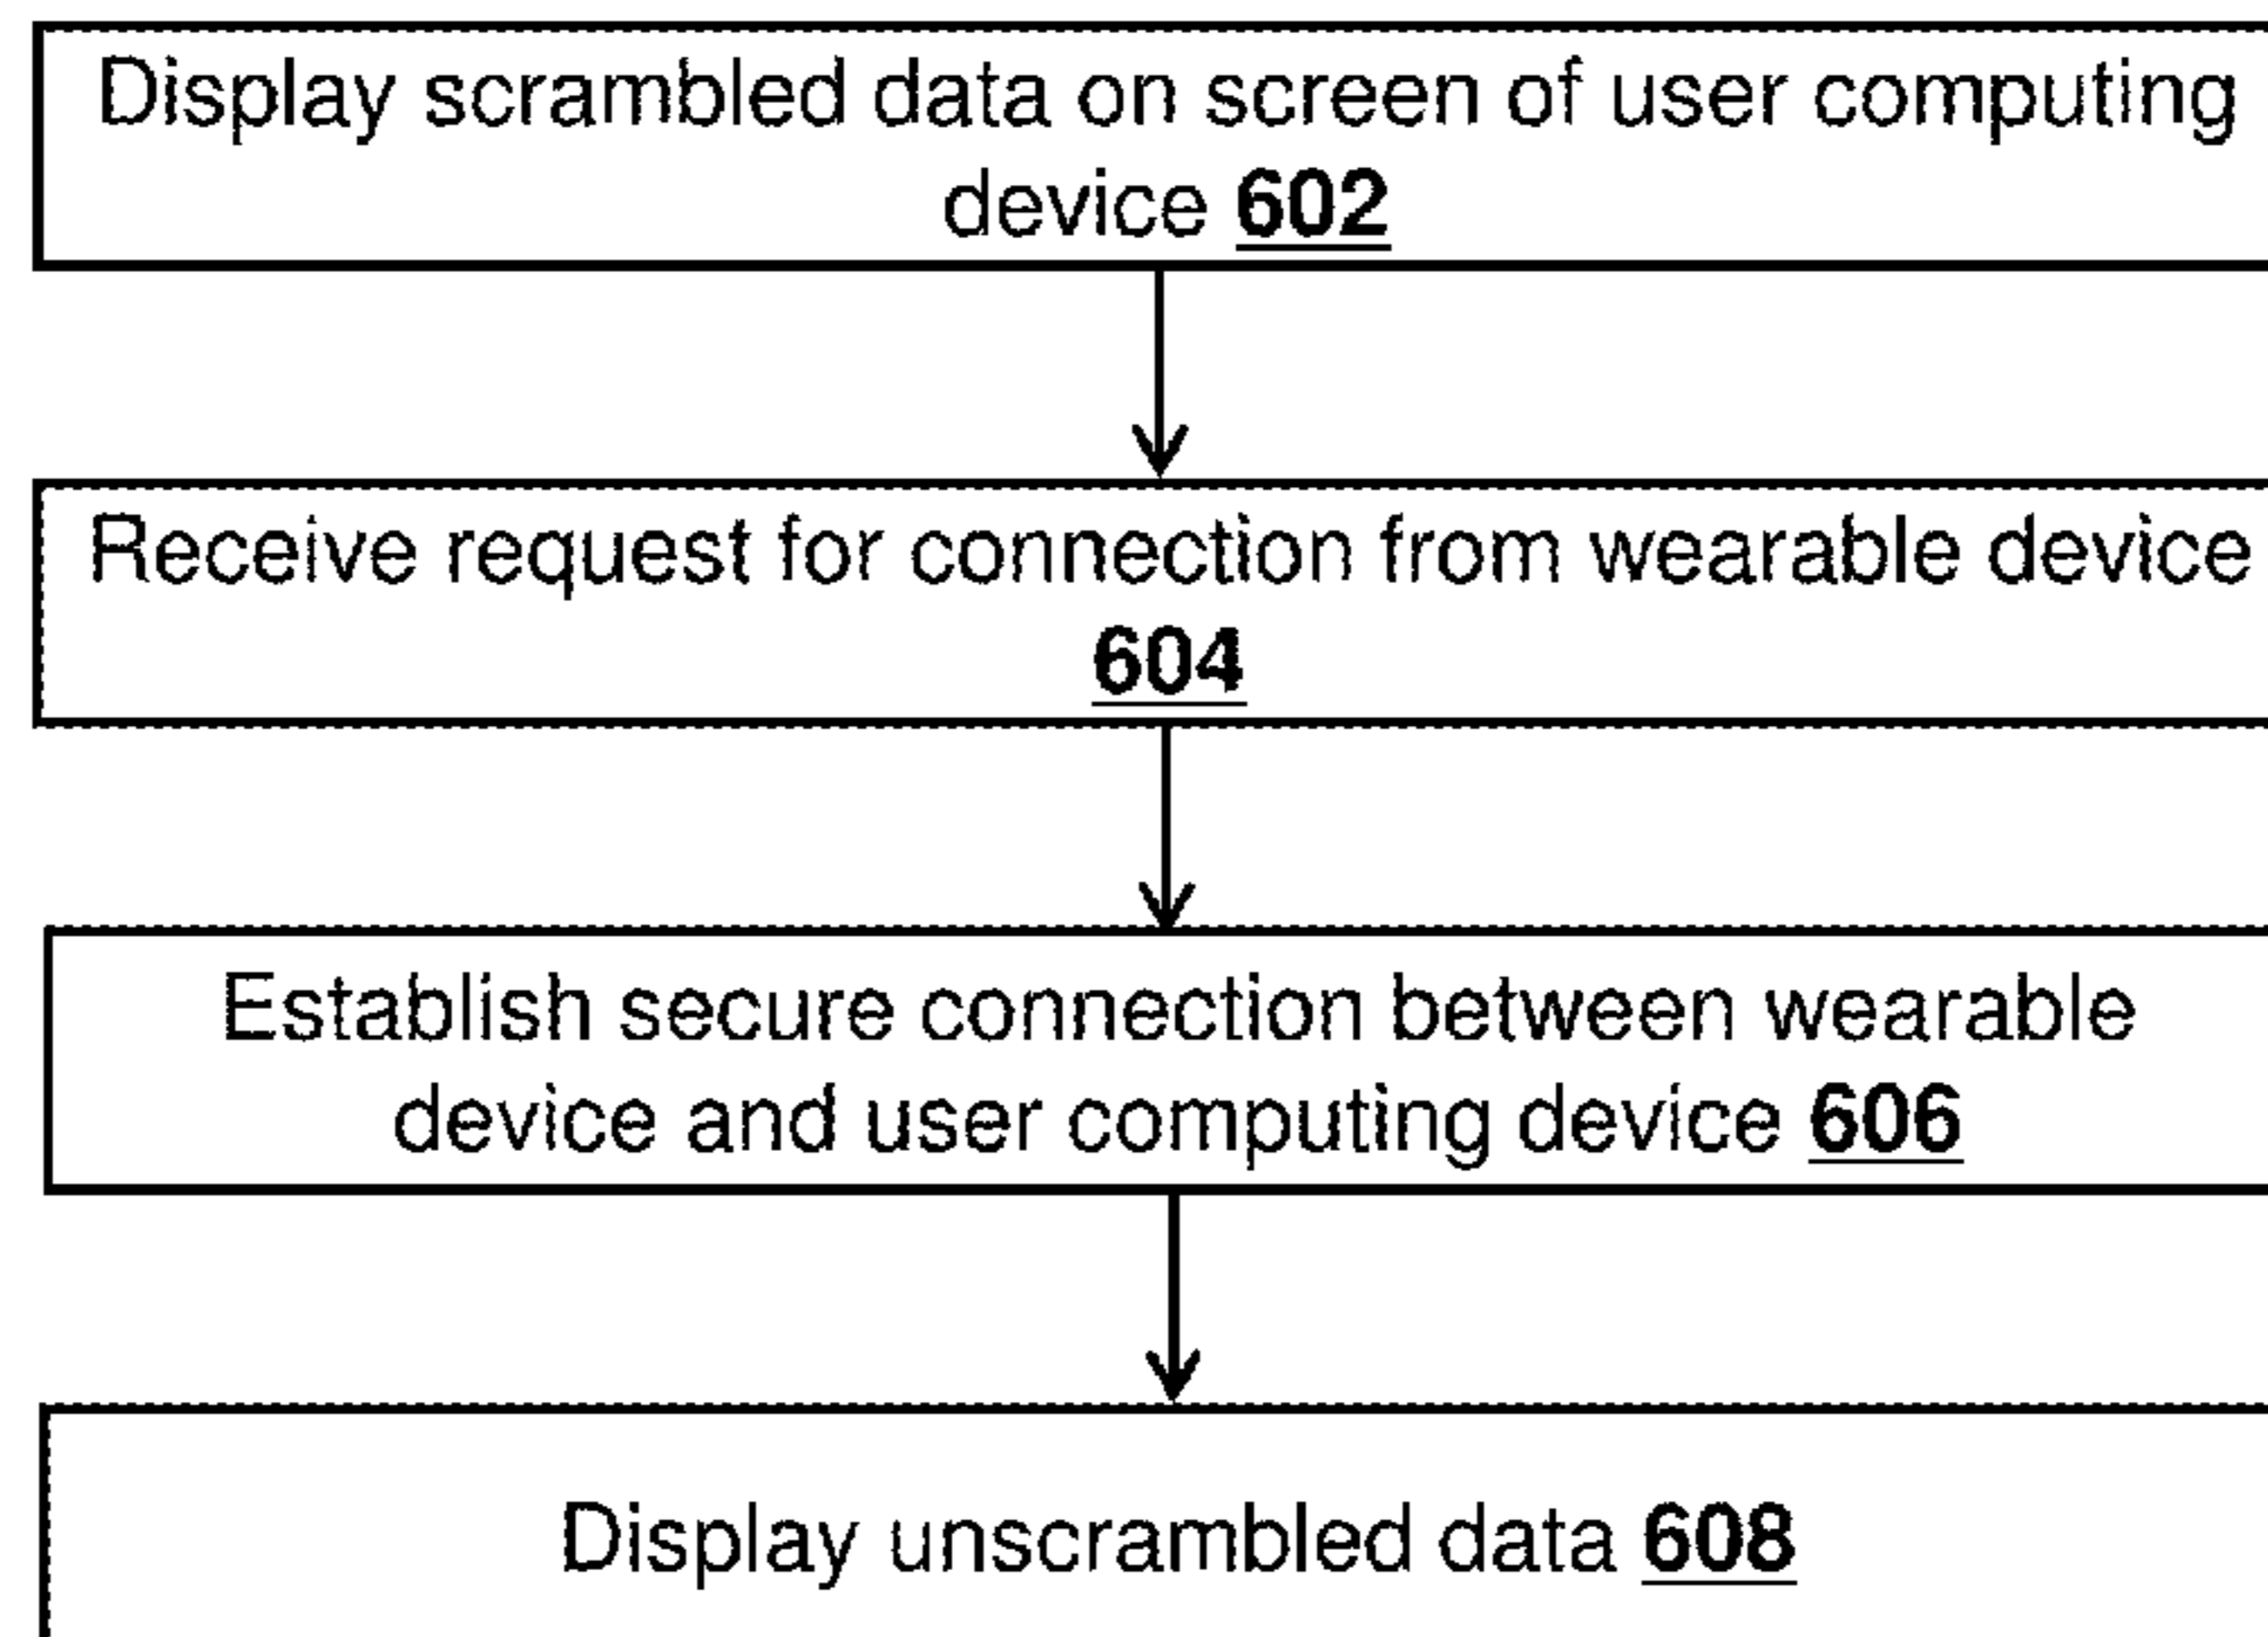 Display scrambled data on screen of user computing
device 602
Receive request for connection from wearable device
604
Establish secure connection between wearable
device and user computing device 606
Display unscrambled data 608